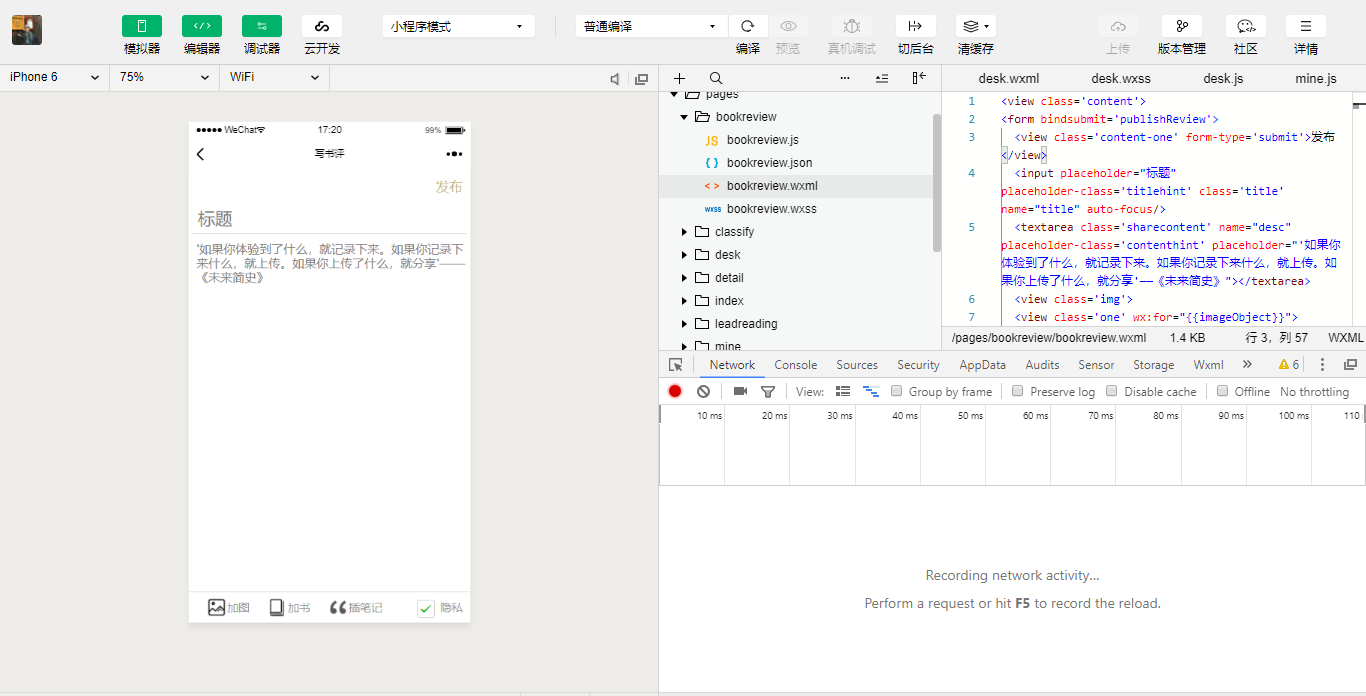 模拟器 编辑器 调试器 云开发
小程序模式
普通编译
编译 预览 真机调试 切后台 清缓存
上传 版本管理 社区 详情
iPhone 6 75% WiFi
WeChat 17:20 99%
写书评
发布
标题
'如果你体验到了什么，就记录下来。如果你记录下
来什么，就上传。如果你上传了什么，就分享'——
《未来简史》
加图 加书 插笔记 隐私
pages
bookreview
JS bookreview.js
{ } bookreview.json
< > bookreview.wxml
wxss bookreview.wxss
classify
desk
detail
index
leadreading
mine
desk.wxml desk.wxss desk.js mine.js
1 <view class='content'>
2 <form bindsubmit='publishReview'>
3 <view class='content-one' form-type='submit'>发布
</view>
4 <input placeholder="标题"
placeholder-class='titlehint' class='title'
name="title" auto-focus/>
5 <textarea class='sharecontent' name="desc"
placeholder-class='contenthint' placeholder="'如果你
体验到了什么，就记录下来。如果你记录下来什么，就上传。如
果你上传了什么，就分享'——《未来简史》"></textarea>
6 <view class='img'>
7 <view class='one' wx:for="{{imageObject}}">
/pages/bookreview/bookreview.wxml 1.4 KB 行 3，列 57 WXML
Network Console Sources Security AppData Audits Sensor Storage Wxml » 6
View: Group by frame Preserve log Disable cache Offline No throttling
10 ms 20 ms 30 ms 40 ms 50 ms 60 ms 70 ms 80 ms 90 ms 100 ms 110
Recording network activity...
Perform a request or hit F5 to record the reload.